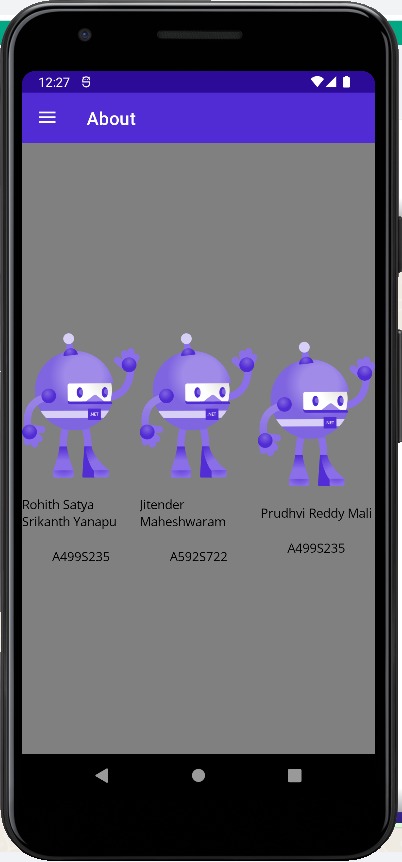 12:27
About
.NET
.NET
.NET
Rohith Satya
Srikanth Yanapu
Jitender
Maheshwaram
Prudhvi Reddy Mali
A499S235
A592S722
A499S235